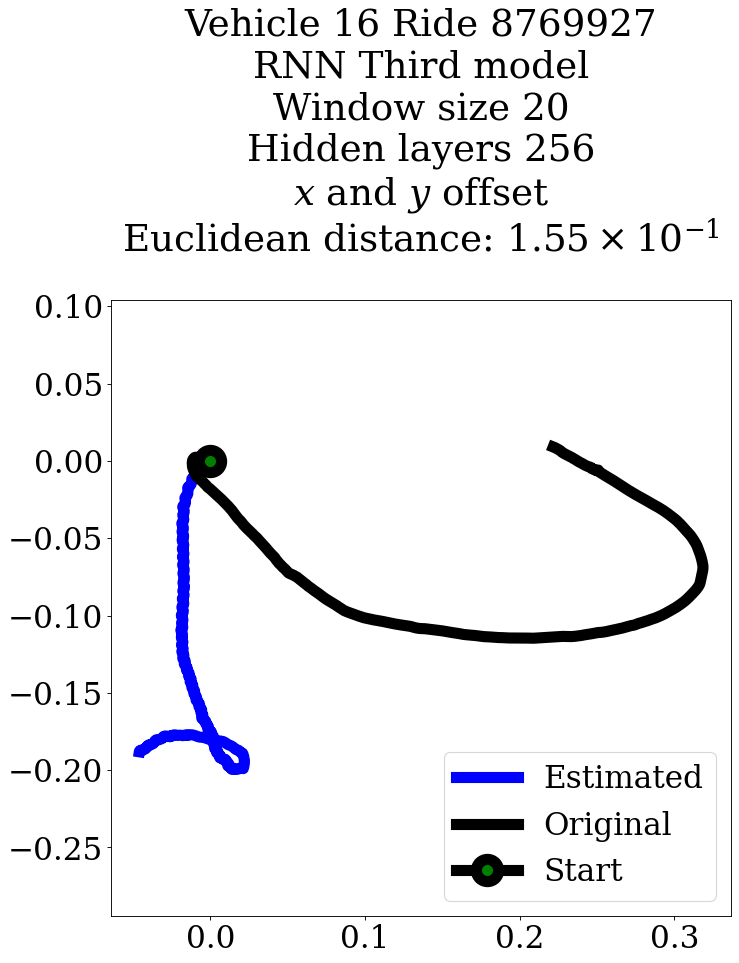 Vehicle 16 Ride 8769927
RNN Third model
Window size 20
Hidden layers 256
x and y offset
Euclidean distance: 1.55 × 10⁻¹
0.10
0.05
0.00
−0.05
−0.10
−0.15
−0.20
−0.25
Estimated
Original
Start
0.0 0.1 0.2 0.3